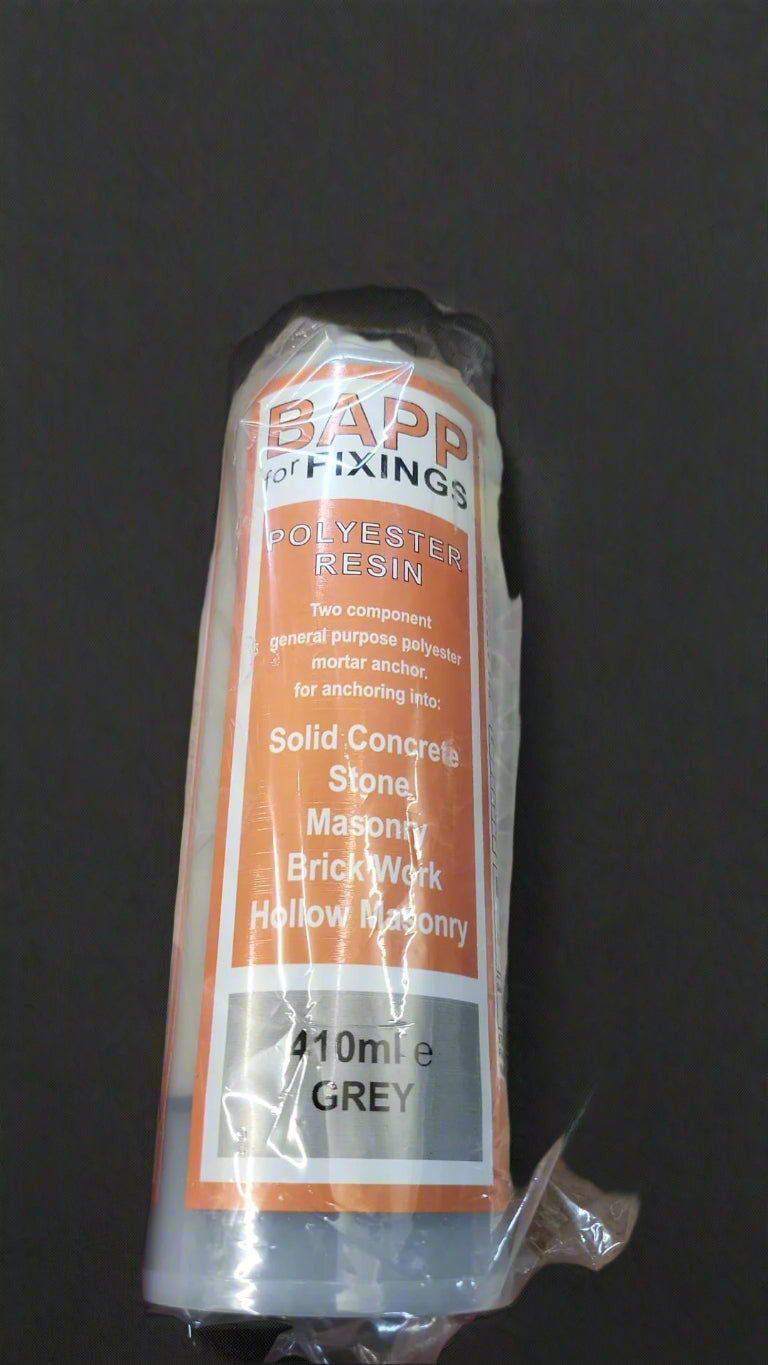 BAPP
for FIXINGS
POLYESTER
RESIN
Two component
general purpose polyester
mortar anchor.
for anchoring into:
Solid Concrete
Stone
Masonry
Brick Work
Hollow Masonry
410ml e
GREY